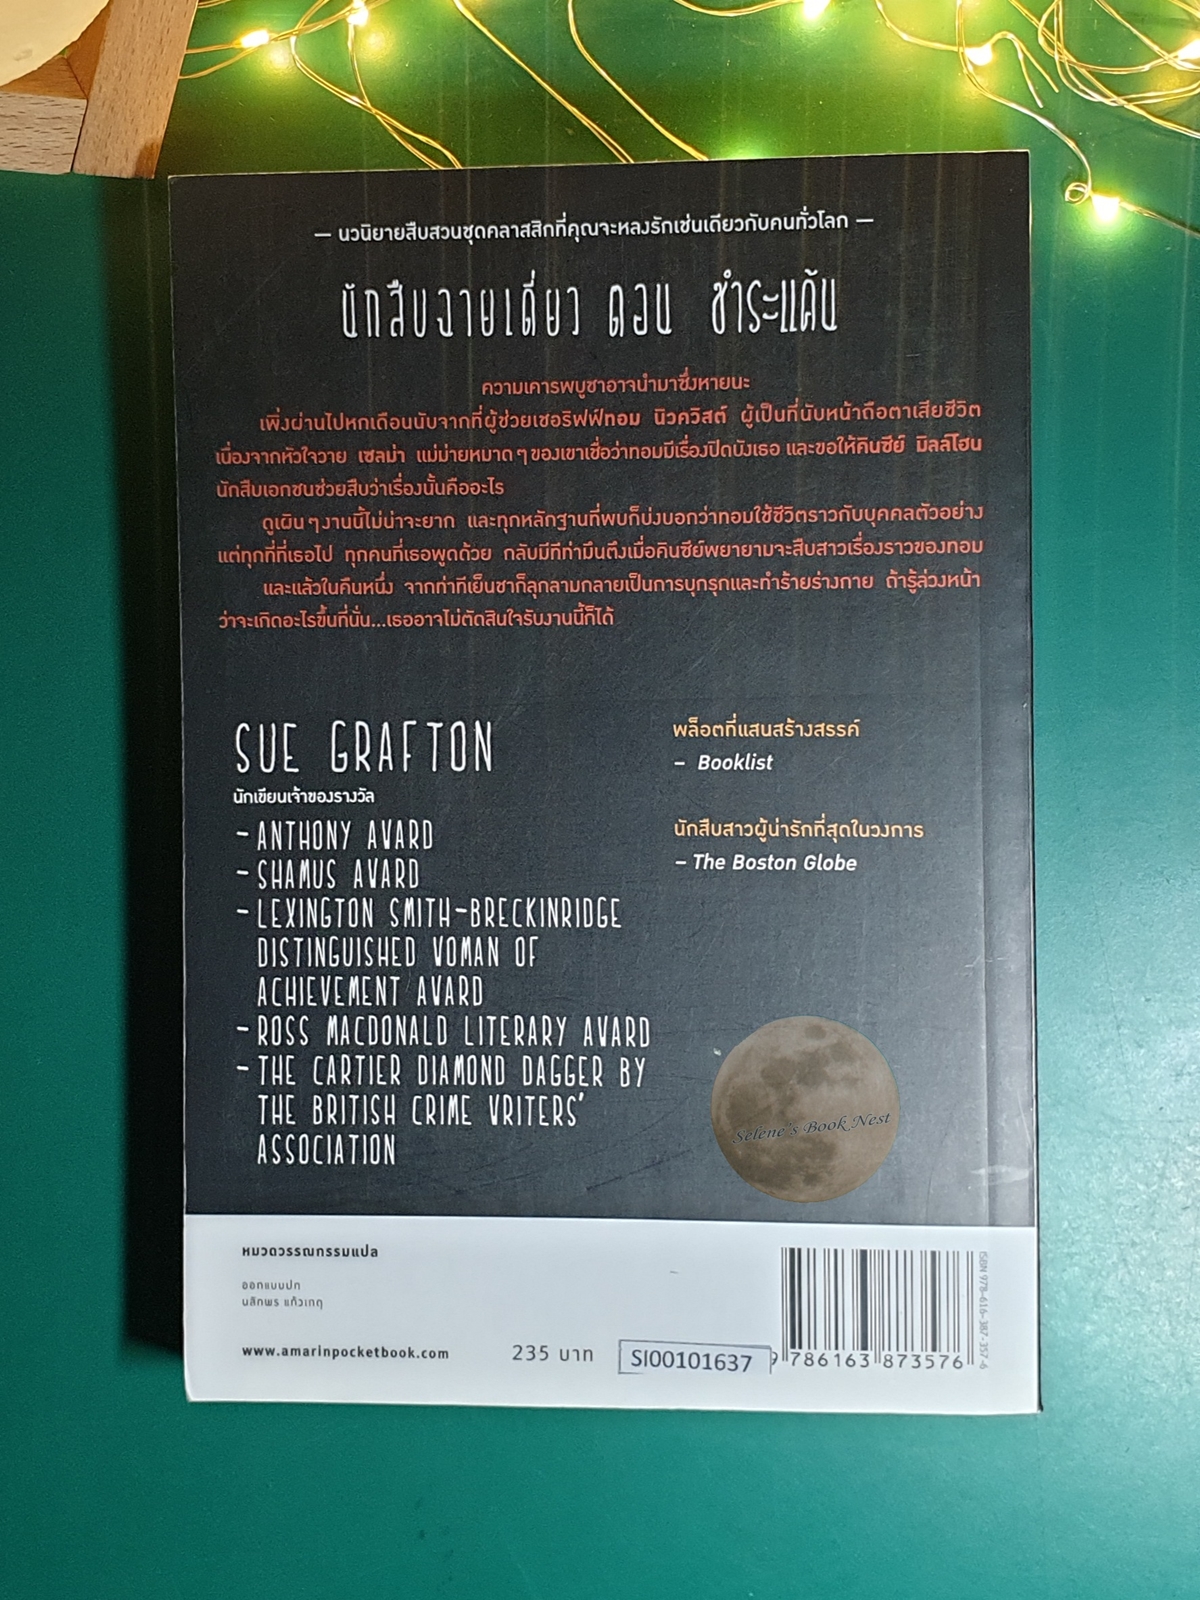 — นวนิยายสืบสวนชุดคลาสสิกที่คุณจะหลงรักเช่นเดียวกับคนทั่วโลก —
นักสืบฉายเดี่ยว ตอน ชำระแค้น
ความเคารพบูชาอาจนำมาซึ่งหายนะ
เพิ่งผ่านไปหกเดือนนับจากที่ผู้ช่วยเชอริฟฟ์ทอม นิวควิสต์ ผู้เป็นที่นับหน้าถือตาเสียชีวิต
เนื่องจากหัวใจวาย เซลม่า แม่ม่ายหมาด ๆ ของเขาเชื่อว่าทอมมีเรื่องปิดบังเธอ และขอให้คินซีย์ มิลล์โฮน
นักสืบเอกชนช่วยสืบว่าเรื่องนั้นคืออะไร
ดูเผิน ๆ งานนี้ไม่น่าจะยาก และทุกหลักฐานที่พบก็บ่งบอกว่าทอมใช้ชีวิตราวกับบุคคลตัวอย่าง
แต่ทุกที่ที่เธอไป ทุกคนที่เธอพูดด้วย กลับมีทีท่ามึนตึงเมื่อคินซีย์พยายามจะสืบสาวเรื่องราวของทอม
และแล้วในคืนหนึ่ง จากท่าทีเย็นชาก็ลุกลามกลายเป็นการบุกรุกและทำร้ายร่างกาย ถ้ารู้ล่วงหน้า
ว่าจะเกิดอะไรขึ้นที่นั่น...เธออาจไม่ตัดสินใจรับงานนี้ก็ได้
SUE GRAFTON
นักเขียนเจ้าของรางวัล
- ANTHONY AWARD
- SHAMUS AWARD
- LEXINGTON SMITH-BRECKINRIDGE
DISTINGUISHED WOMAN OF
ACHIEVEMENT AWARD
- ROSS MACDONALD LITERARY AWARD
- THE CARTIER DIAMOND DAGGER BY
THE BRITISH CRIME WRITERS'
ASSOCIATION
พล็อตที่แสนสร้างสรรค์
– Booklist
นักสืบสาวผู้น่ารักที่สุดในวงการ
– The Boston Globe
Selene's Book Nest
หมวดวรรณกรรมแปล
ออกแบบปก
นลิกพร แก้วเกตุ
www.amarinpocketbook.com
235 บาท
SI00101637
9 786163 873576
ISBN 978-616-387-357-6